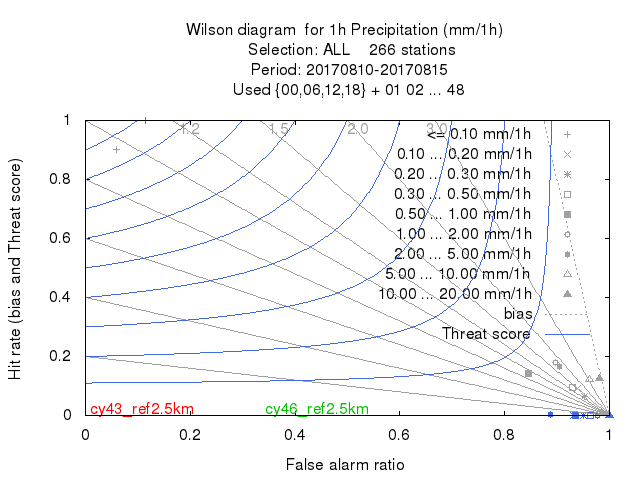 Wilson diagram  for 1h Precipitation (mm/1h)
Selection: ALL    266 stations
Period: 20170810-20170815
Used {00,06,12,18} + 01 02 ... 48
1
1.2
1.5
2.0
3.0
<= 0.10 mm/1h
0.10 ... 0.20 mm/1h
0.20 ... 0.30 mm/1h
0.30 ... 0.50 mm/1h
0.50 ... 1.00 mm/1h
1.00 ... 2.00 mm/1h
2.00 ... 5.00 mm/1h
5.00 ... 10.00 mm/1h
10.00 ... 20.00 mm/1h
bias
Threat score
0.8
0.6
0.4
0.2
0
Hit rate (bias and Threat score)
cy43_ref2.5km
cy46_ref2.5km
0
0.2
0.4
0.6
0.8
1
False alarm ratio